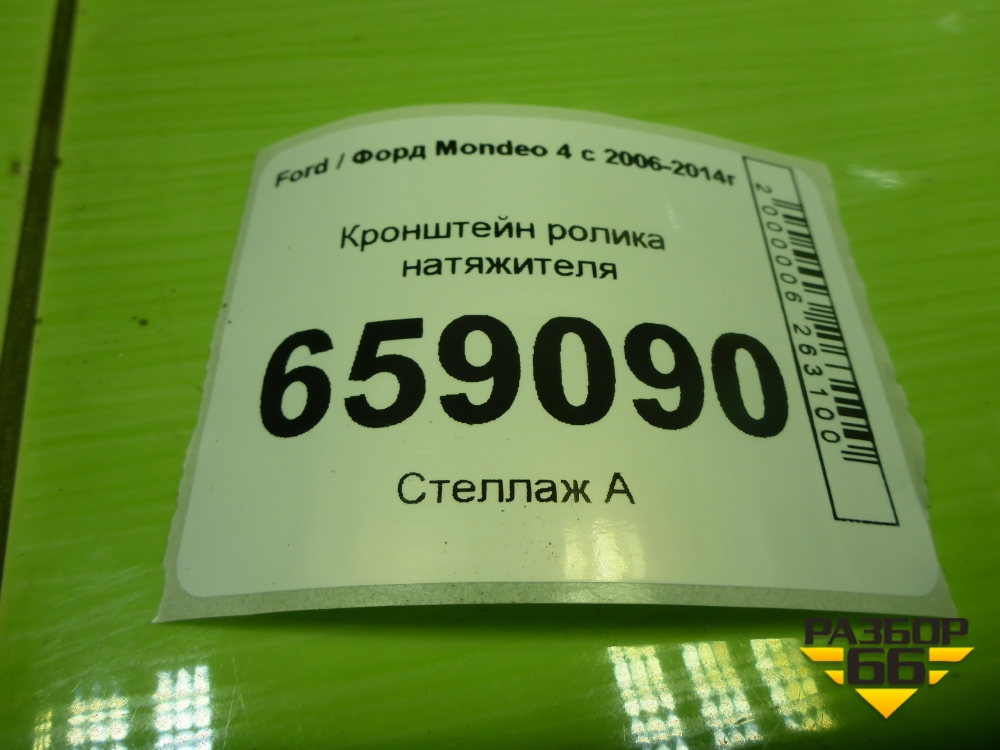 Ford / Форд Mondeo 4 с 2006-2014г
Кронштейн ролика
натяжителя
659090
Стеллаж А
2000006263100
РАЗБОР
66